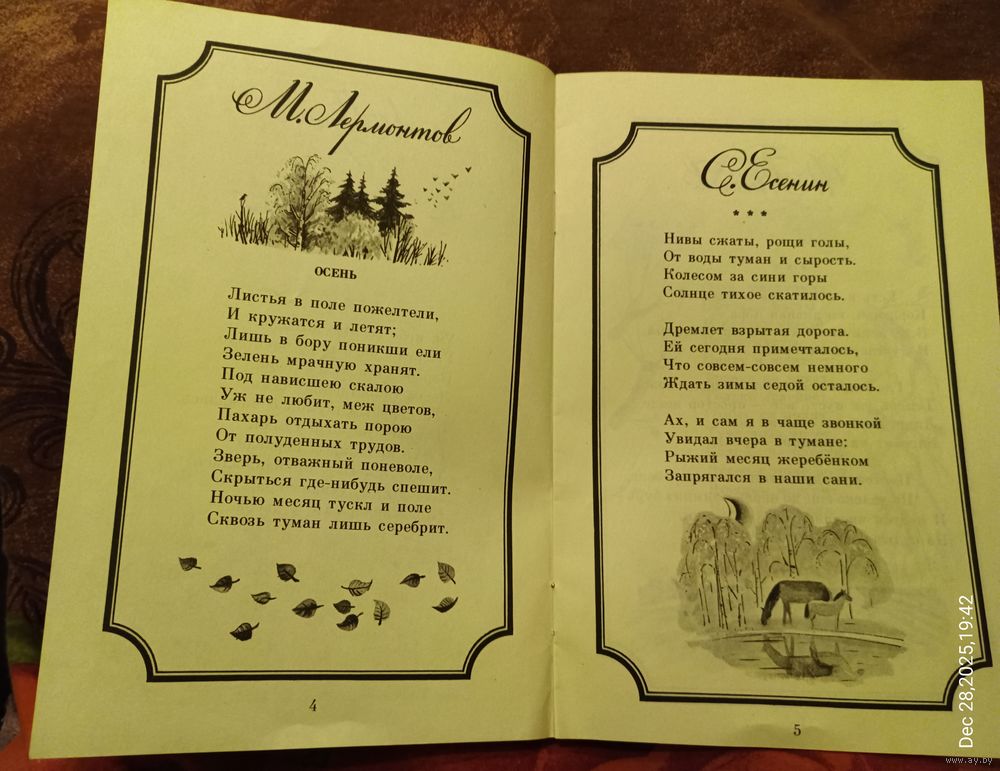 М. Лермонтов
ОСЕНЬ
Листья в поле пожелтели,
И кружатся и летят;
Лишь в бору поникши ели
Зелень мрачную хранят.
Под нависшею скалою
Уж не любит, меж цветов,
Пахарь отдыхать порою
От полуденных трудов.
Зверь, отважный поневоле,
Скрыться где-нибудь спешит.
Ночью месяц тускл и поле
Сквозь туман лишь серебрит.
4
С. Есенин
* * *
Нивы сжаты, рощи голы,
От воды туман и сырость.
Колесом за сини горы
Солнце тихое скатилось.
Дремлет взрытая дорога.
Ей сегодня примечталось,
Что совсем-совсем немного
Ждать зимы седой осталось.
Ах, и сам я в чаще звонкой
Увидал вчера в тумане:
Рыжий месяц жеребёнком
Запрягался в наши сани.
5
Dec 28,2025,19:42
www.ay.by